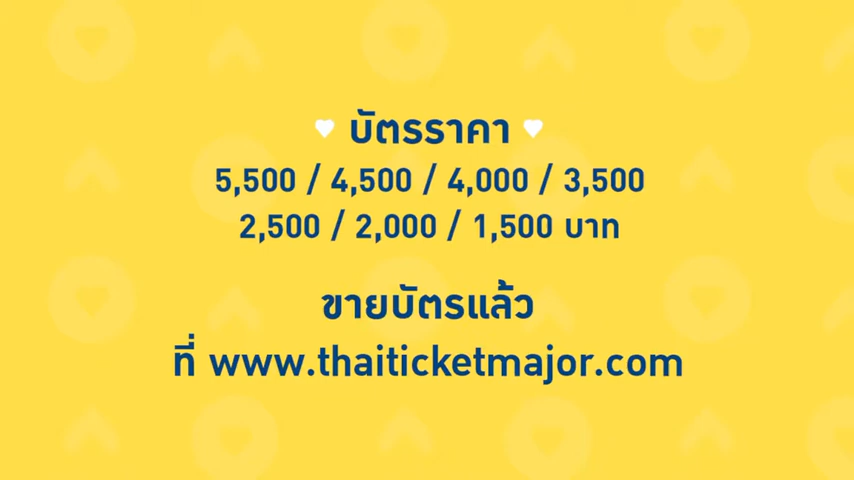 บัตรราคา
5,500 / 4,500 / 4,000 / 3,500
2,500 / 2,000 / 1,500 บาท
ขายบัตรแล้ว
ที่ www.thaiticketmajor.com